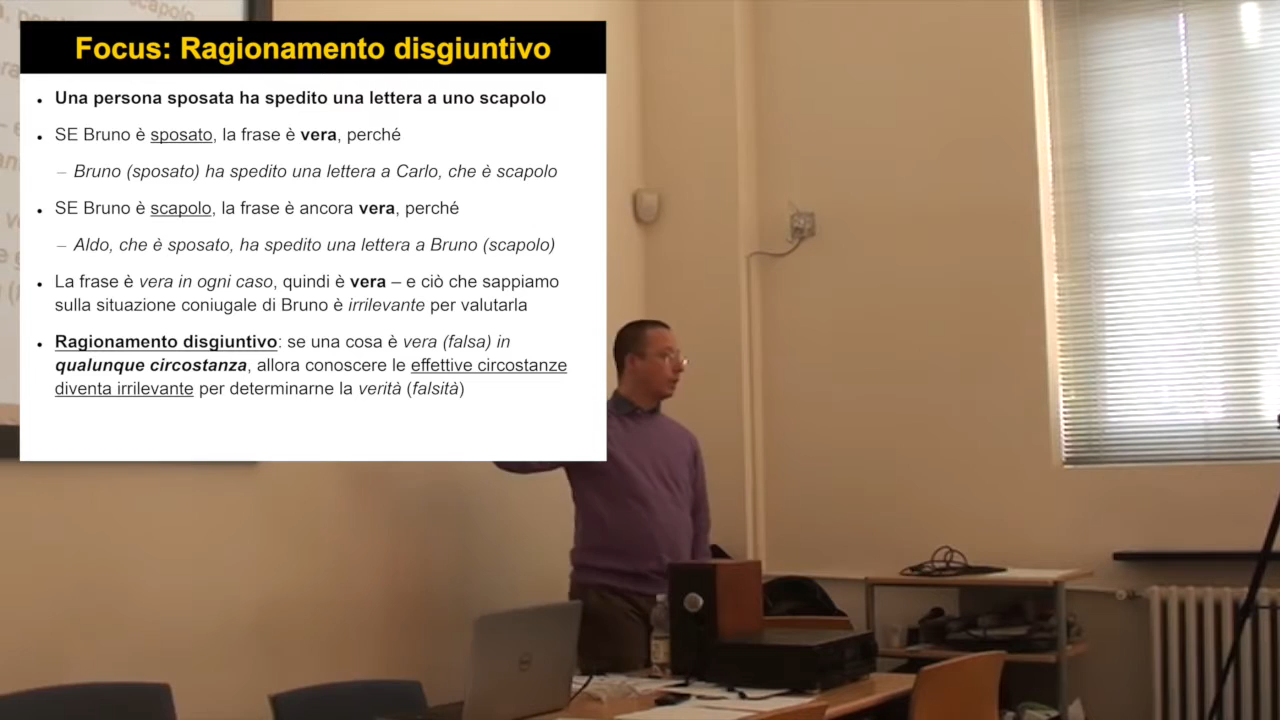 scapolo
Focus: Ragionamento disgiuntivo
• Una persona sposata ha spedito una lettera a uno scapolo
• SE Bruno è sposato, la frase è vera, perché
– Bruno (sposato) ha spedito una lettera a Carlo, che è scapolo
• SE Bruno è scapolo, la frase è ancora vera, perché
– Aldo, che è sposato, ha spedito una lettera a Bruno (scapolo)
• La frase è vera in ogni caso, quindi è vera – e ciò che sappiamo
sulla situazione coniugale di Bruno è irrilevante per valutarla
• Ragionamento disgiuntivo: se una cosa è vera (falsa) in
qualunque circostanza, allora conoscere le effettive circostanze
diventa irrilevante per determinarne la verità (falsità)
DELL